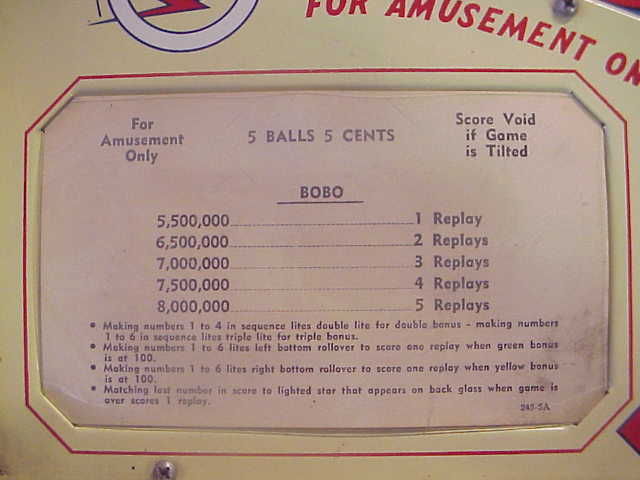 FOR AMUSEMENT ON
For Amusement Only
5 BALLS 5 CENTS
Score Void if Game is Tilted
BOBO
5,500,000 1 Replay
6,500,000 2 Replays
7,000,000 3 Replays
7,500,000 4 Replays
8,000,000 5 Replays
• Making numbers 1 to 4 in sequence lites double lite for double bonus - making numbers
1 to 6 in sequence lites triple lite for triple bonus.
• Making numbers 1 to 6 lites left bottom rollover to score one replay when green bonus
is at 100.
• Making numbers 1 to 6 lites right bottom rollover to score one replay when yellow bonus
is at 100.
• Matching last number in score to lighted star that appears on back glass when game is
over scores 1 replay.
245-5A